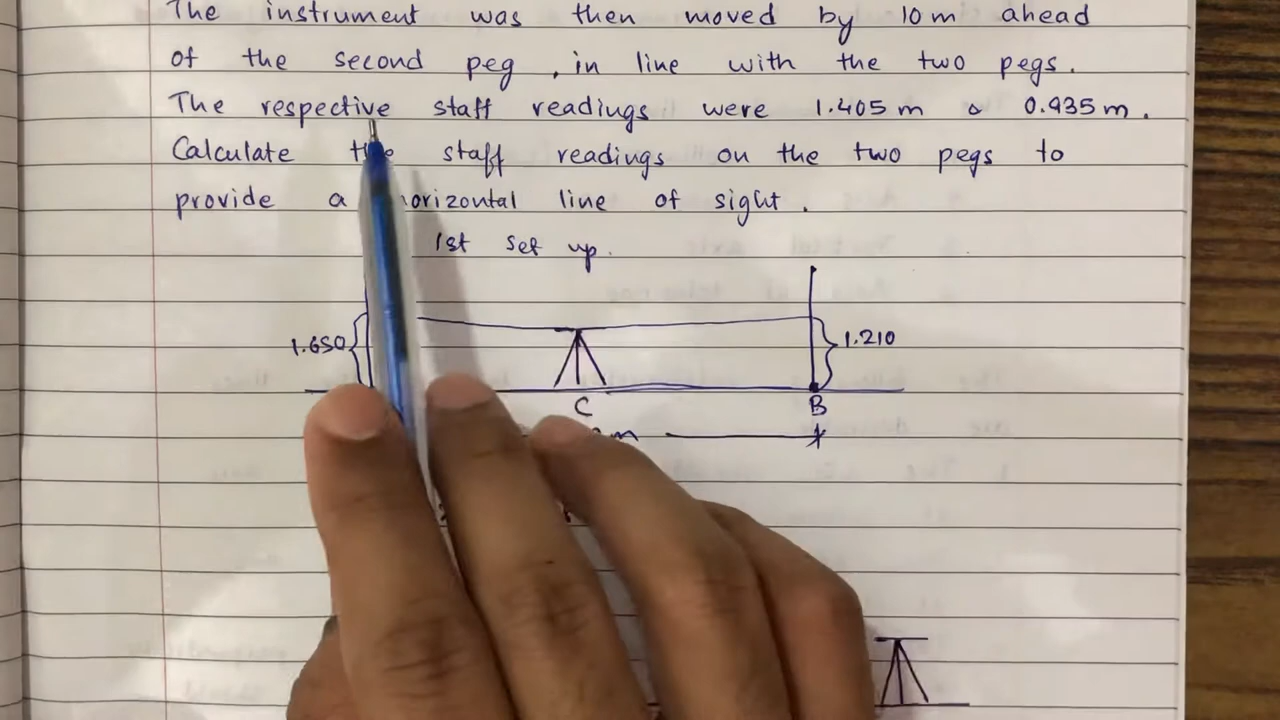 The instrument was then moved by 10 m ahead
of the second peg , in line with the two pegs .
The respective staff readings were 1.405 m & 0.935 m .
Calculate the staff readings on the two pegs to
provide a horizontal line of sight .
1st set up .
1.650
1.210
C
B
m